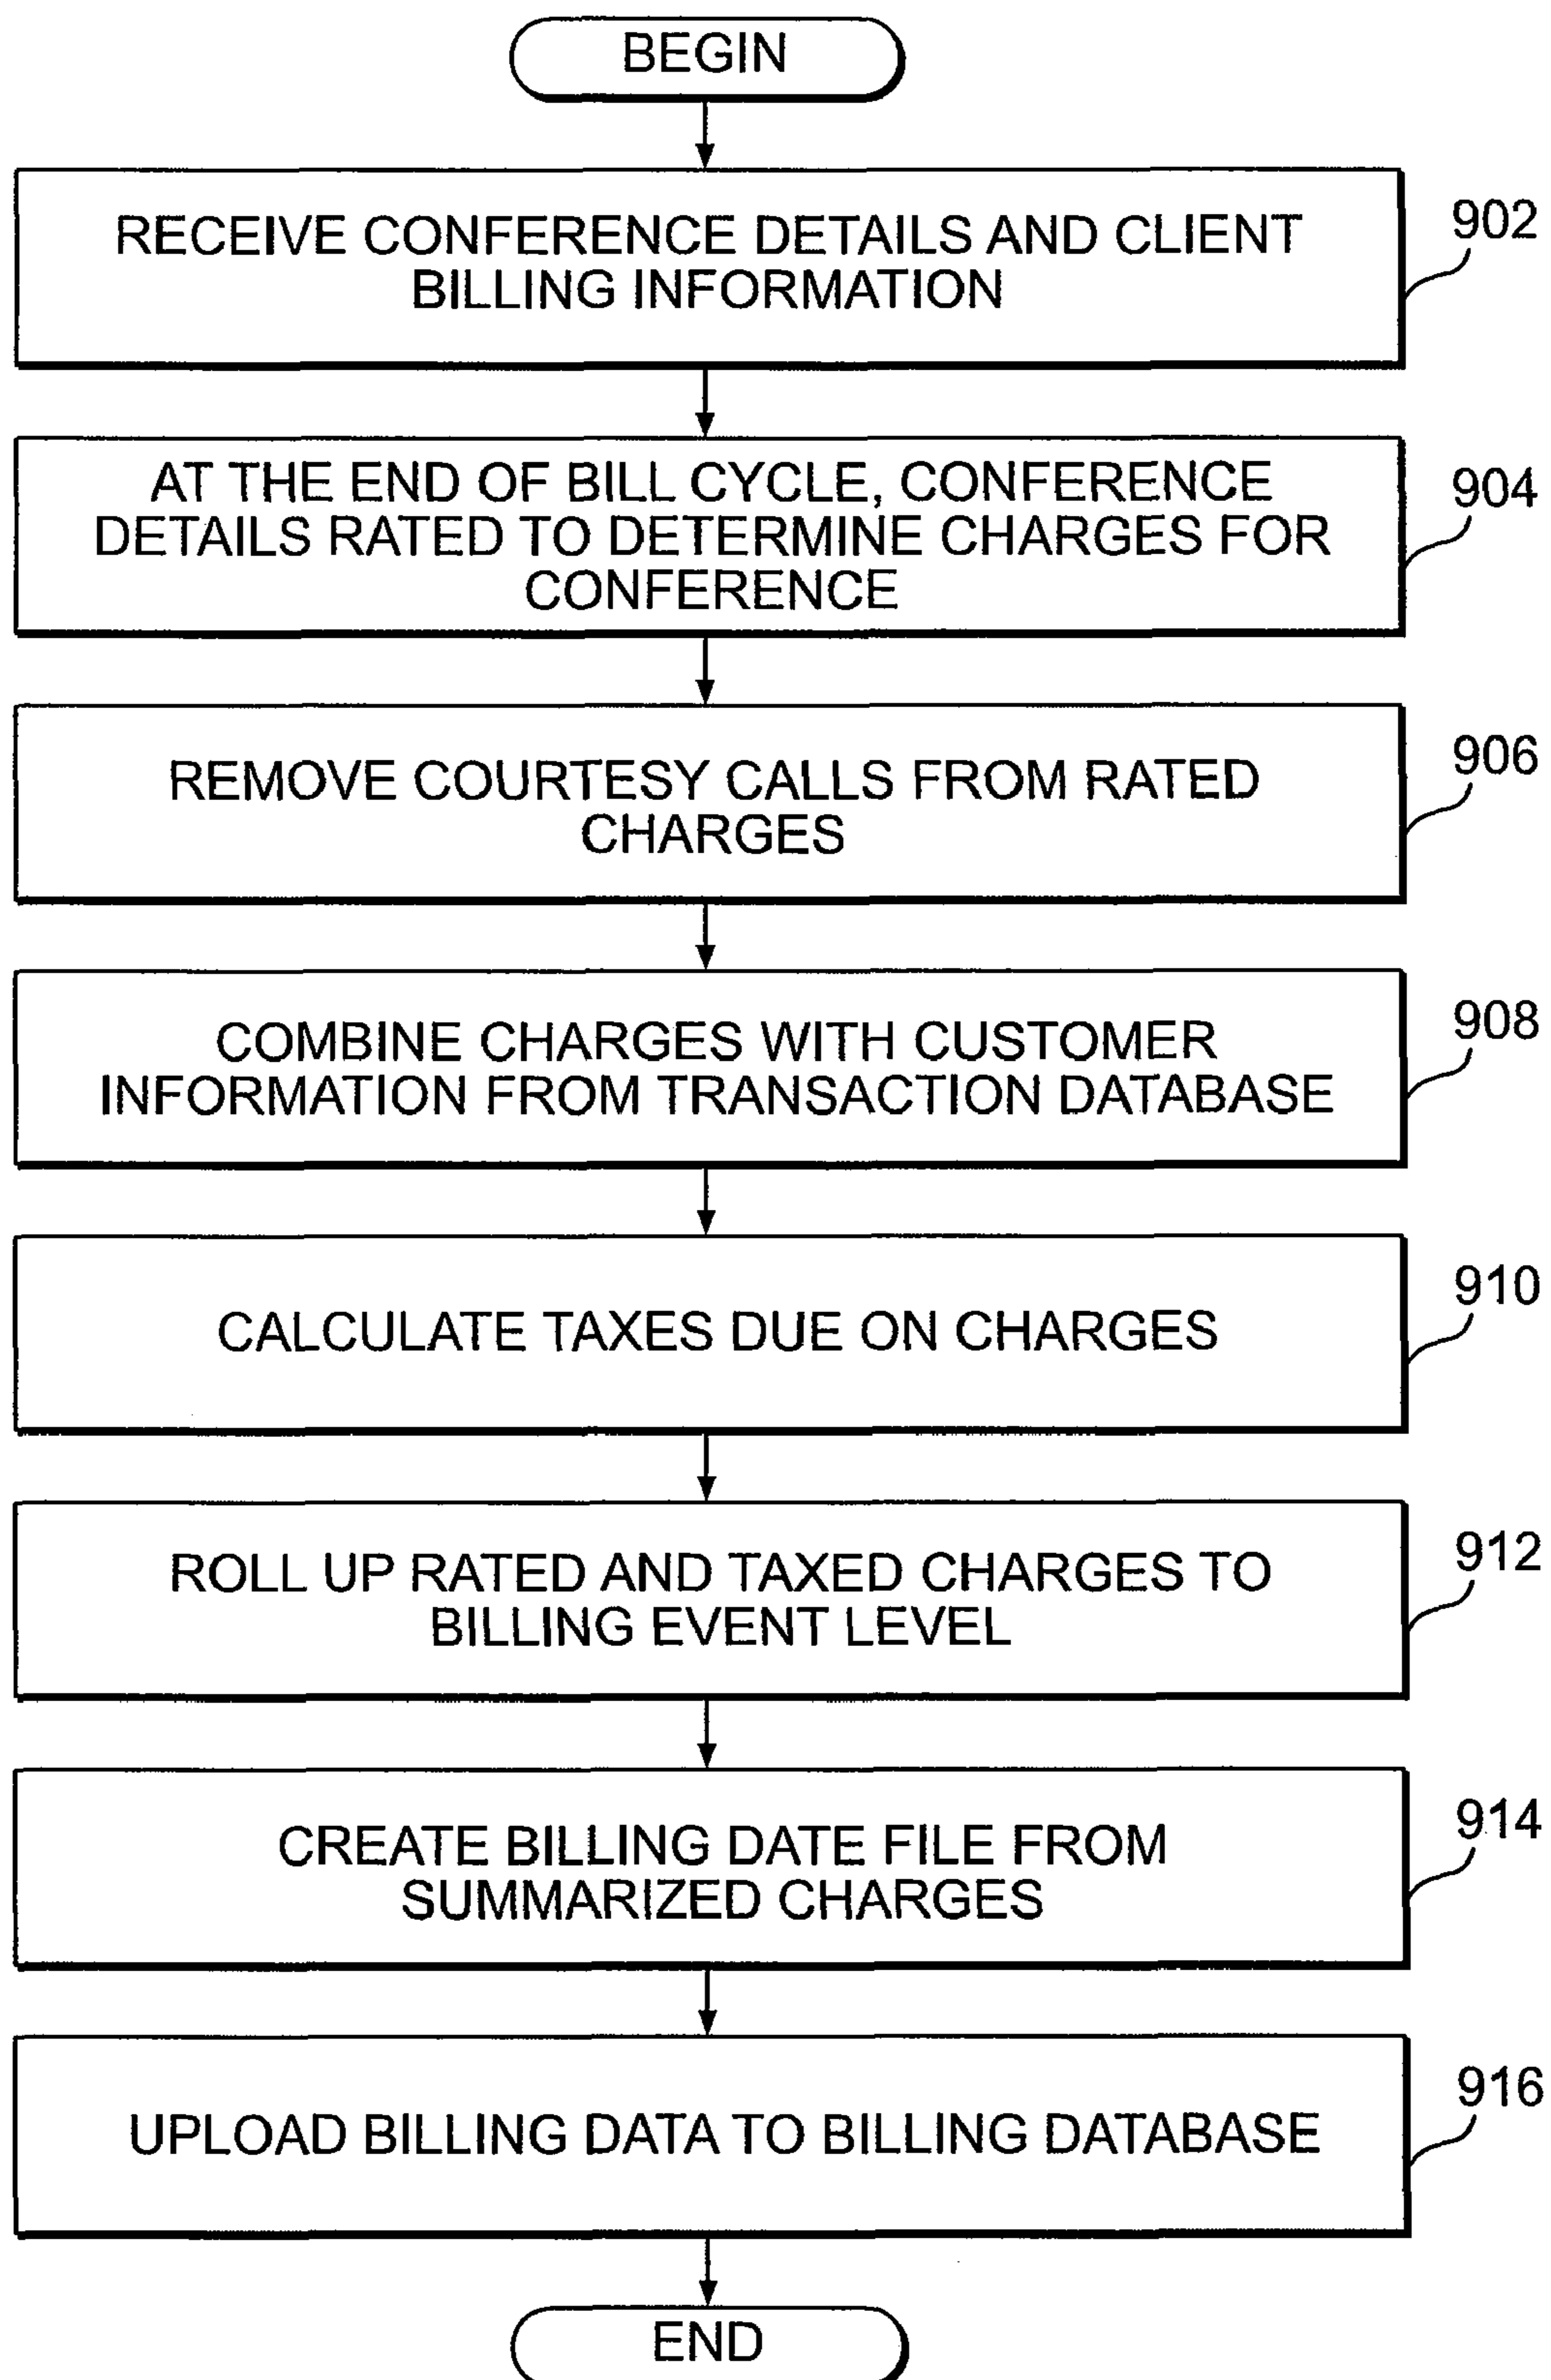 BEGIN
RECEIVE CONFERENCE DETAILS AND CLIENT
BILLING INFORMATION
902
AT THE END OF BILL CYCLE, CONFERENCE
DETAILS RATED TO DETERMINE CHARGES FOR
CONFERENCE
904
REMOVE COURTESY CALLS FROM RATED
CHARGES
906
COMBINE CHARGES WITH CUSTOMER
INFORMATION FROM TRANSACTION DATABASE
908
CALCULATE TAXES DUE ON CHARGES
910
ROLL UP RATED AND TAXED CHARGES TO
BILLING EVENT LEVEL
912
CREATE BILLING DATE FILE FROM
SUMMARIZED CHARGES
914
UPLOAD BILLING DATA TO BILLING DATABASE
916
END